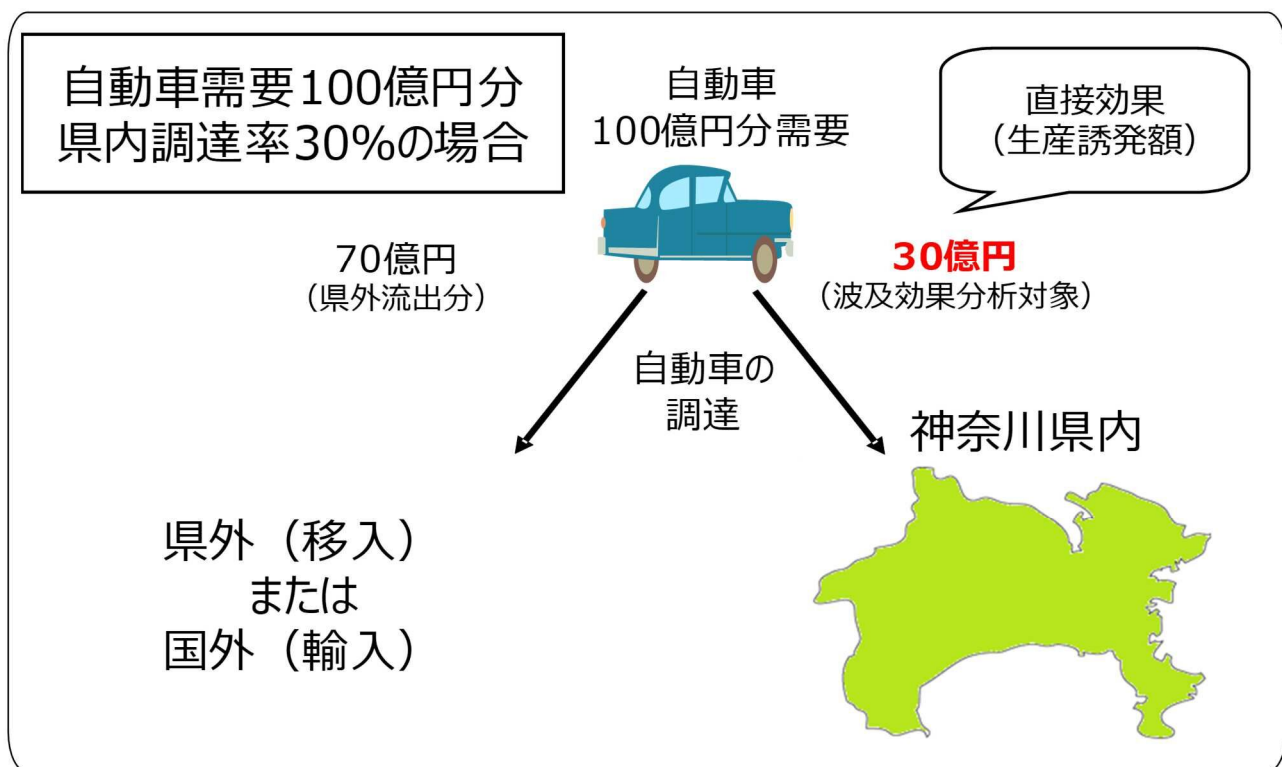 自動車需要100億円分
県内調達率30%の場合
自動車
100億円分需要
直接効果
（生産誘発額）
70億円
（県外流出分）
30億円
（波及効果分析対象）
自動車の
調達
神奈川県内
県外（移入）
または
国外（輸入）